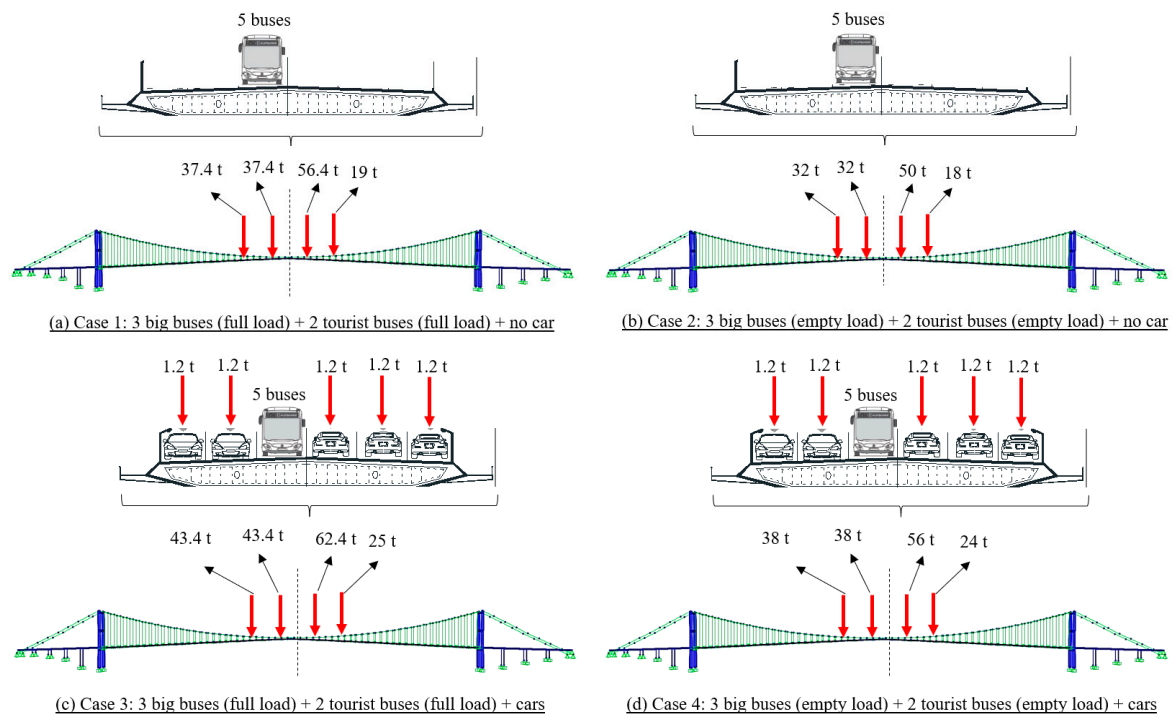 5 buses
37.4 t
37.4 t
56.4 t
19 t
(a) Case 1: 3 big buses (full load) + 2 tourist buses (full load) + no car
5 buses
32 t
32 t
50 t
18 t
(b) Case 2: 3 big buses (empty load) + 2 tourist buses (empty load) + no car
1.2 t
1.2 t
1.2 t
1.2 t
1.2 t
5 buses
43.4 t
43.4 t
62.4 t
25 t
(c) Case 3: 3 big buses (full load) + 2 tourist buses (full load) + cars
1.2 t
1.2 t
1.2 t
1.2 t
1.2 t
5 buses
38 t
38 t
56 t
24 t
(d) Case 4: 3 big buses (empty load) + 2 tourist buses (empty load) + cars